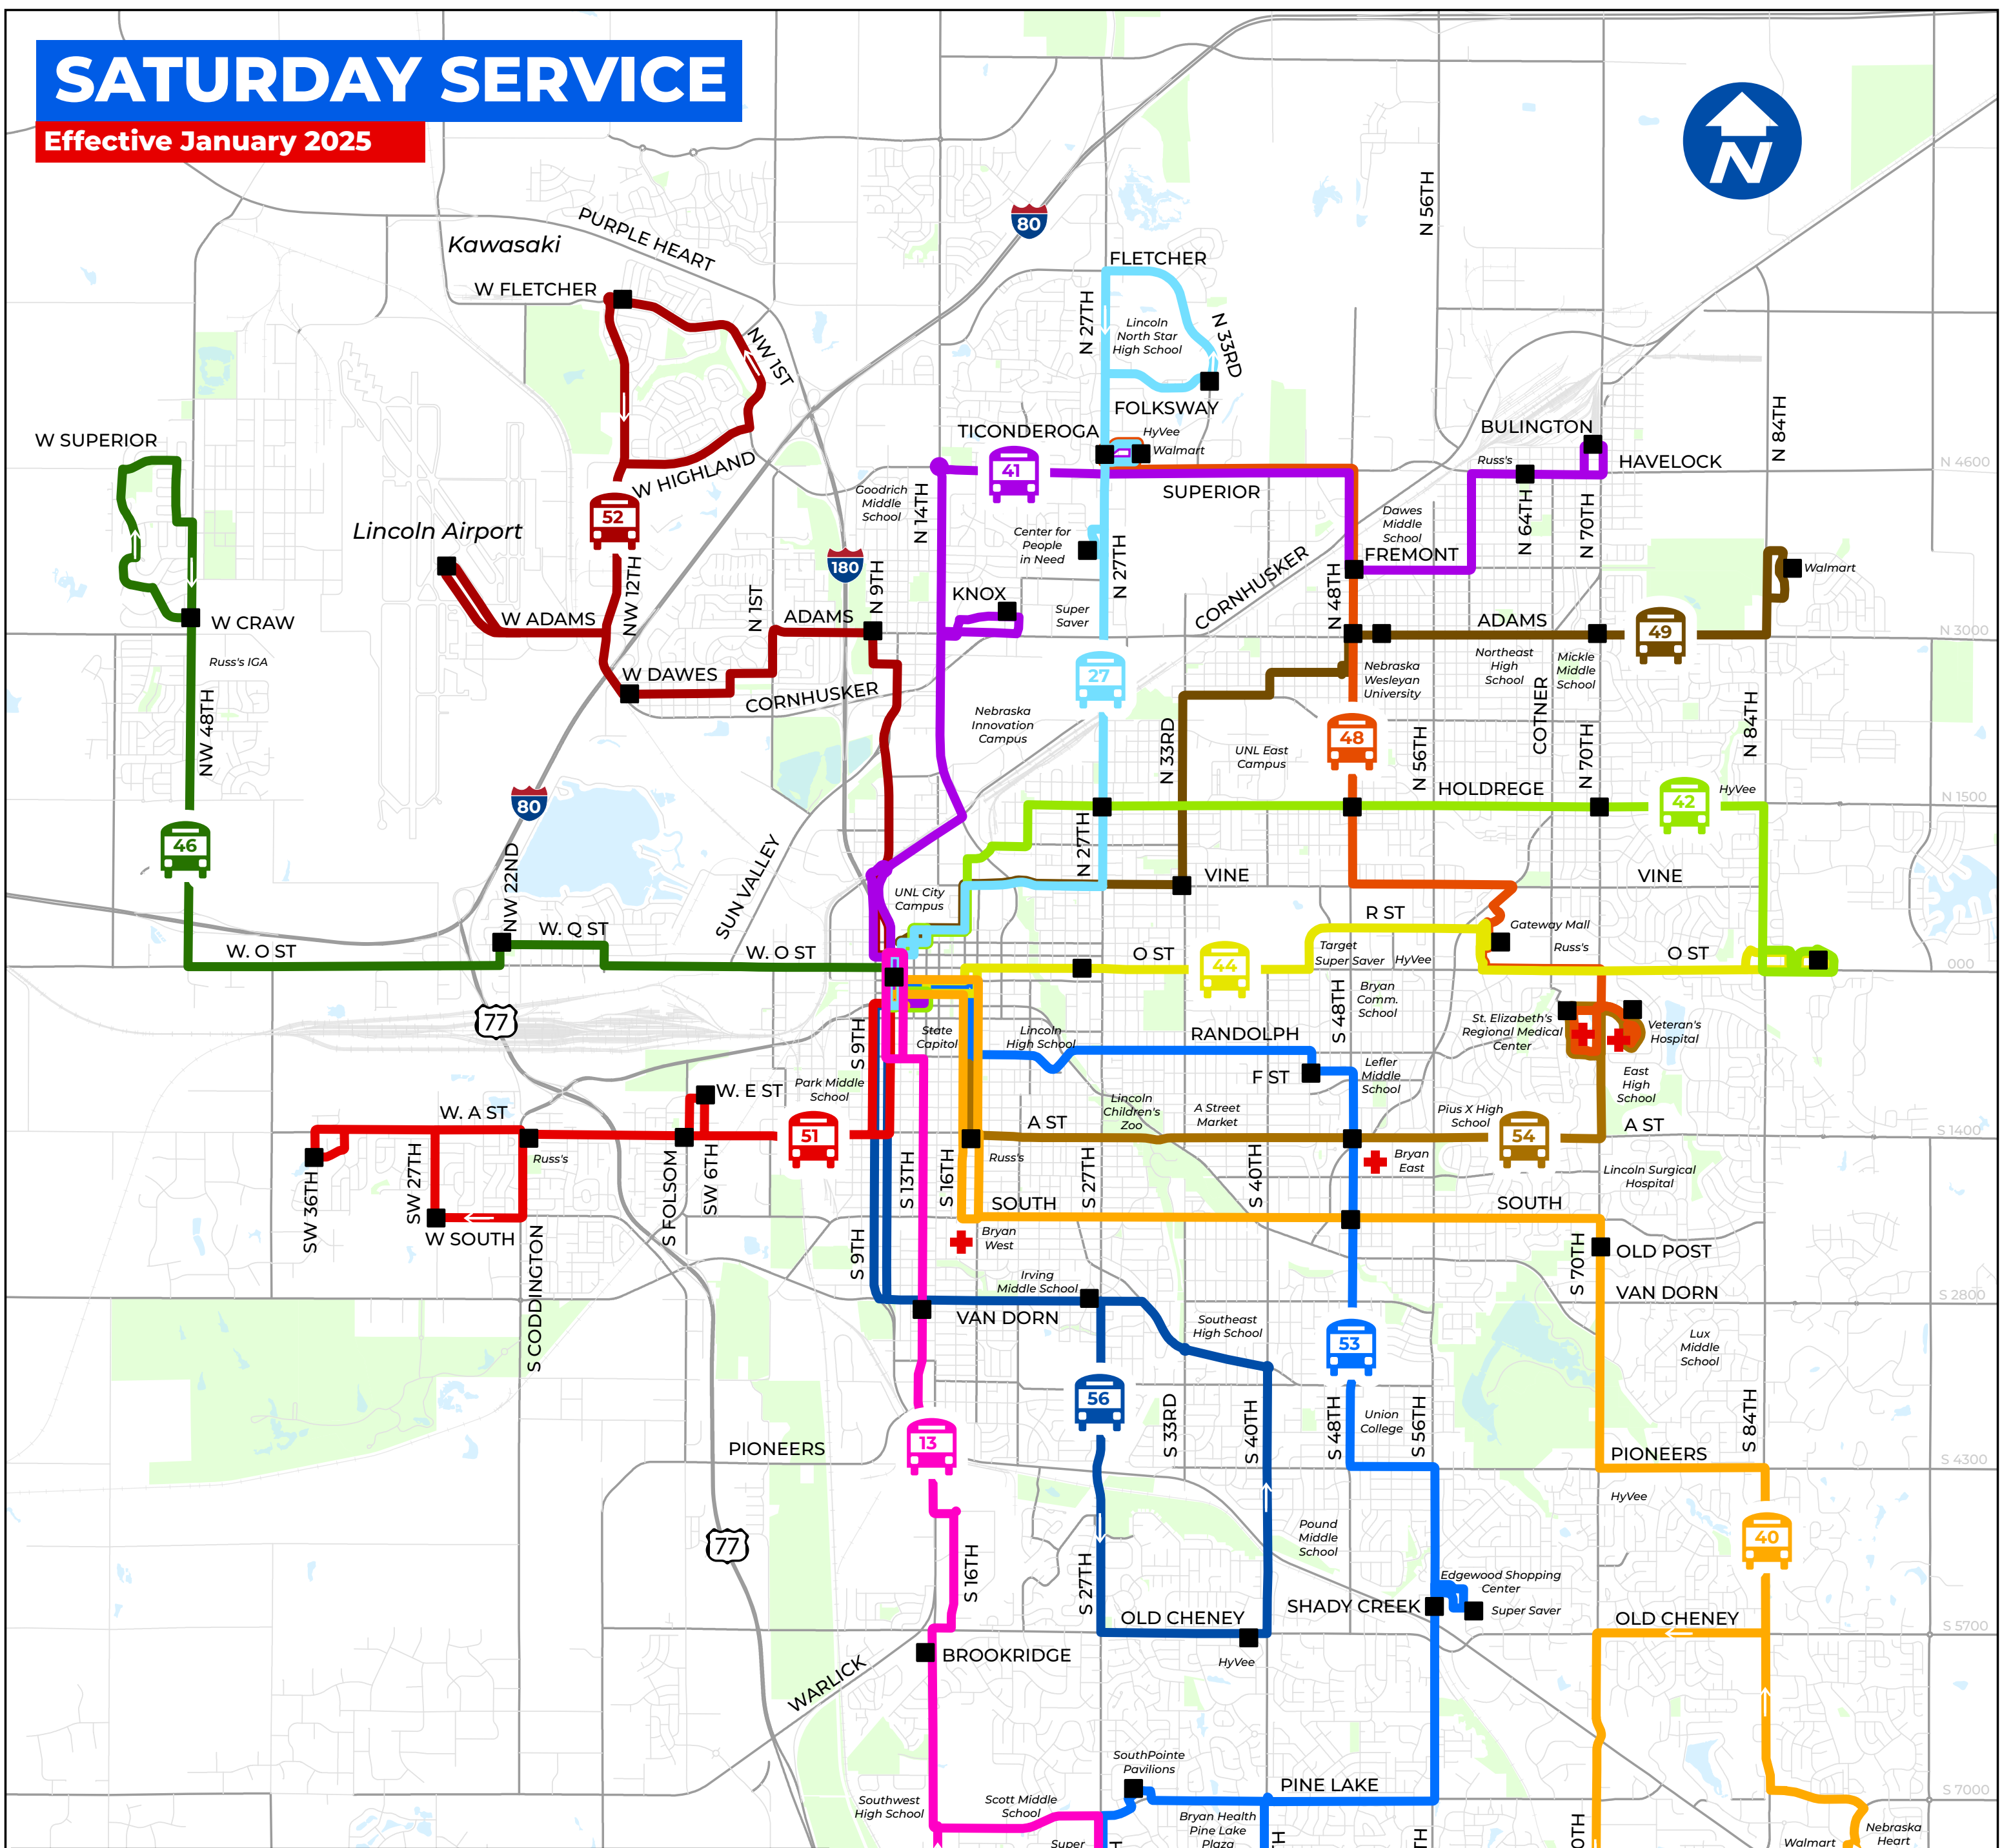 SATURDAY SERVICE
Effective January 2025
N
80
N 56TH
PURPLE HEART
Kawasaki
W FLETCHER
FLETCHER
NW 1ST
N 27TH
Lincoln
North Star
High School
N 33RD
FOLKSWAY
HyVee
Walmart
TICONDEROGA
BULINGTON
N 84TH
W SUPERIOR
W HIGHLAND
41
Russ's
HAVELOCK
N 4600
Goodrich
Middle
School
N 14TH
SUPERIOR
52
Lincoln Airport
Dawes
Middle
School
N 64TH
N 70TH
Center for
People
in Need
180
N 9TH
N 27TH
CORNHUSKER
FREMONT
Walmart
NW 12TH
N 1ST
KNOX
Super
Saver
N 48TH
W CRAW
W ADAMS
ADAMS
ADAMS
49
N 3000
Russ's IGA
W DAWES
CORNHUSKER
27
Northeast
High
School
Mickle
Middle
School
Nebraska
Wesleyan
University
COTNER
NW 48TH
Nebraska
Innovation
Campus
N 33RD
UNL East
Campus
48
N 56TH
N 70TH
N 84TH
HOLDREGE
42
HyVee
N 1500
80
46
NW 22ND
SUN VALLEY
N 27TH
UNL City
Campus
VINE
VINE
W. O ST
W. Q ST
W. O ST
R ST
Gateway Mall
Russ's
O ST
44
Target
Super Saver
HyVee
O ST
000
77
S 9TH
State
Capitol
Lincoln
High School
RANDOLPH
S 48TH
Bryan
Comm.
School
St. Elizabeth's
Regional Medical
Center
Veteran's
Hospital
F ST
Lefler
Middle
School
East
High
School
W. E ST
Park Middle
School
W. A ST
51
Lincoln
Children's
Zoo
A Street
Market
A ST
Pius X High
School
54
A ST
S 1400
SW 36TH
SW 27TH
Russ's
S FOLSOM
SW 6TH
S 13TH
S 16TH
Russ's
S 27TH
S 40TH
Bryan
East
Lincoln Surgical
Hospital
W SOUTH
SOUTH
SOUTH
S CODDINGTON
S 9TH
Bryan
West
S 70TH
OLD POST
Irving
Middle School
VAN DORN
VAN DORN
S 2800
Southeast
High School
53
Lux
Middle
School
56
S 33RD
S 40TH
S 48TH
Union
College
S 56TH
S 84TH
PIONEERS
13
PIONEERS
S 4300
HyVee
77
Pound
Middle
School
40
S 16TH
S 27TH
Edgewood Shopping
Center
Super Saver
SHADY CREEK
OLD CHENEY
OLD CHENEY
S 5700
BROOKRIDGE
HyVee
WARLICK
SouthPointe
Pavilions
PINE LAKE
S 7000
Southwest
High School
Scott Middle
School
Super
Bryan Health
Pine Lake
Plaza
Walmart
Nebraska
Heart